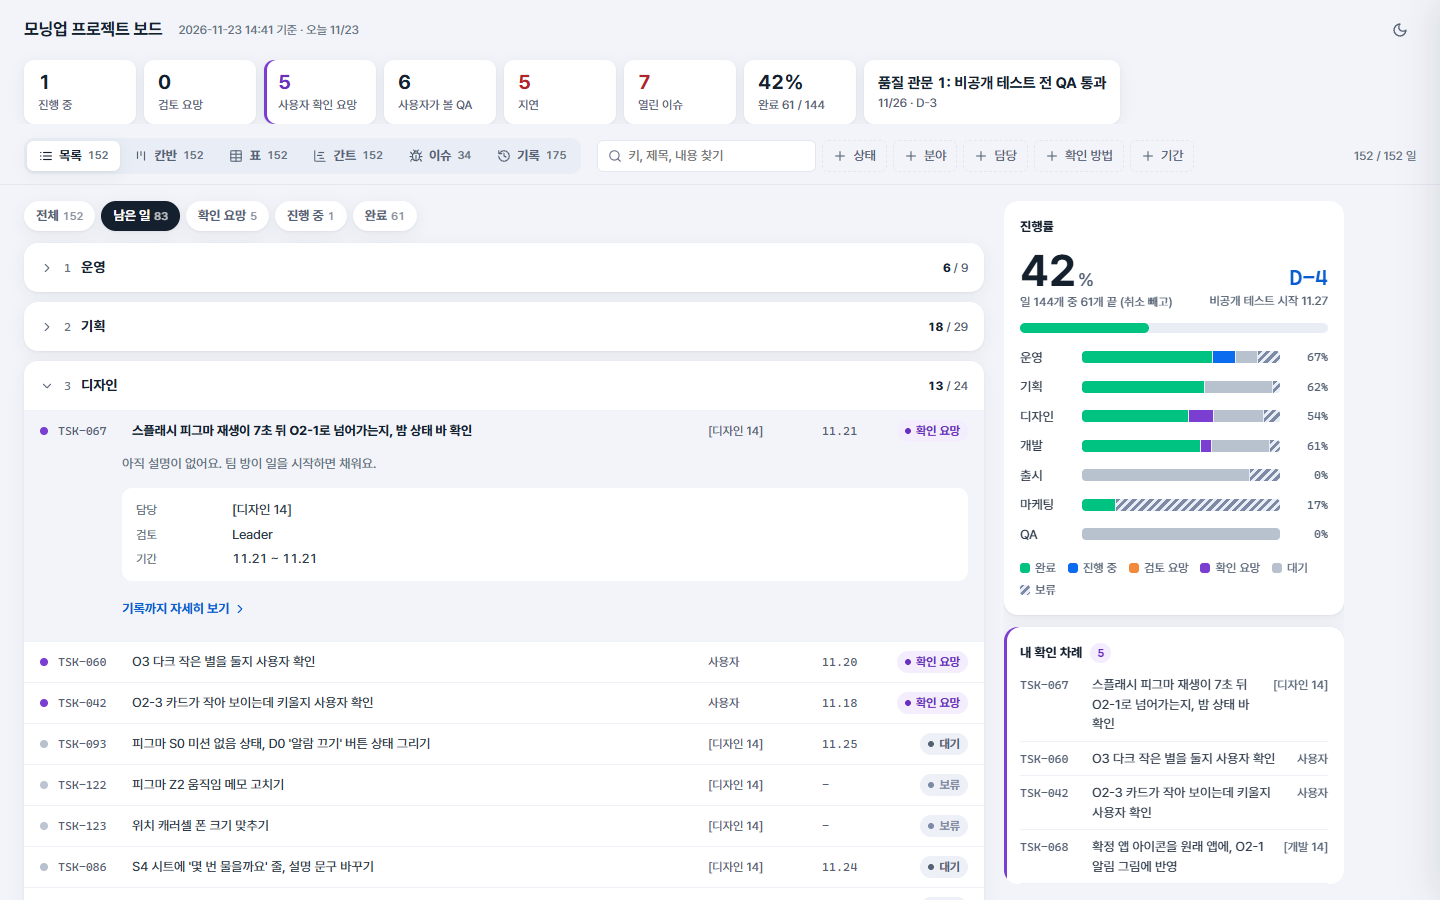 모닝업 프로젝트 보드 2026-11-23 14:41 기준 · 오늘 11/23
1
진행 중
0
검토 요망
5
사용자 확인 요망
6
사용자가 볼 QA
5
지연
7
열린 이슈
42%
완료 61 / 144
품질 관문 1: 비공개 테스트 전 QA 통과
11/26 · D-3
목록 152 칸반 152 표 152 간트 152 이슈 34 기록 175 키, 제목, 내용 찾기 + 상태 + 분야 + 담당 + 확인 방법 + 기간 152 / 152 일
전체 152 남은 일 83 확인 요망 5 진행 중 1 완료 61
1 운영 6 / 9
2 기획 18 / 29
3 디자인 13 / 24
TSK-067 스플래시 피그마 재생이 7초 뒤 O2-1로 넘어가는지, 밤 상태 바 확인 [디자인 14] 11.21 확인 요망
아직 설명이 없어요. 팀 방이 일을 시작하면 채워요.
담당 [디자인 14]
검토 Leader
기간 11.21 ~ 11.21
기록까지 자세히 보기
TSK-060 O3 다크 작은 별을 둘지 사용자 확인 사용자 11.20 확인 요망
TSK-042 O2-3 카드가 작아 보이는데 키울지 사용자 확인 사용자 11.18 확인 요망
TSK-093 피그마 S0 미션 없음 상태, D0 '알람 끄기' 버튼 상태 그리기 [디자인 14] 11.25 대기
TSK-122 피그마 Z2 움직임 메모 고치기 [디자인 14] – 보류
TSK-123 위치 캐러셀 폰 크기 맞추기 [디자인 14] – 보류
TSK-086 S4 시트에 '몇 번 물을까요' 줄, 설명 문구 바꾸기 [디자인 14] 11.24 대기
진행률
42% D-4
일 144개 중 61개 끝 (취소 빼고) 비공개 테스트 시작 11.27
운영 67%
기획 62%
디자인 54%
개발 61%
출시 0%
마케팅 17%
QA 0%
완료 진행 중 검토 요망 확인 요망 대기
보류
내 확인 차례 5
TSK-067 스플래시 피그마 재생이 7초 뒤 [디자인 14]
O2-1로 넘어가는지, 밤 상태 바
확인
TSK-060 O3 다크 작은 별을 둘지 사용자 확인 사용자
TSK-042 O2-3 카드가 작아 보이는데 키울지 사용자
사용자 확인
TSK-068 확정 앱 아이콘을 원래 앱에, O2-1 [개발 14]
알림 그림에 반영